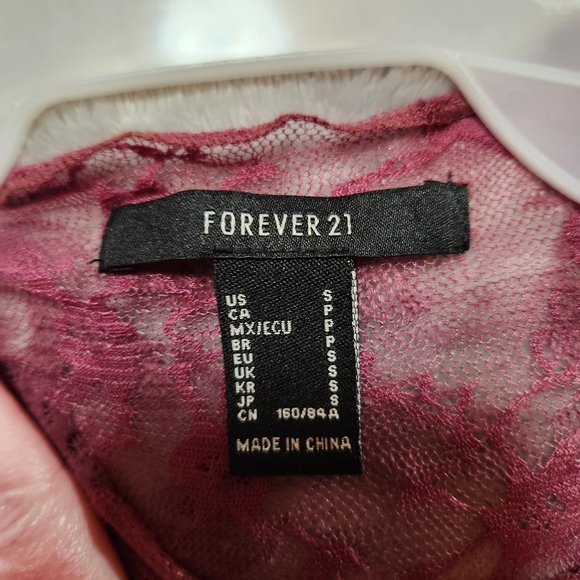 FOREVER 21
US S
CA P
MX/ECU P
BR P
EU S
UK S
KR S
JP S
CN 160/84A
MADE IN CHINA